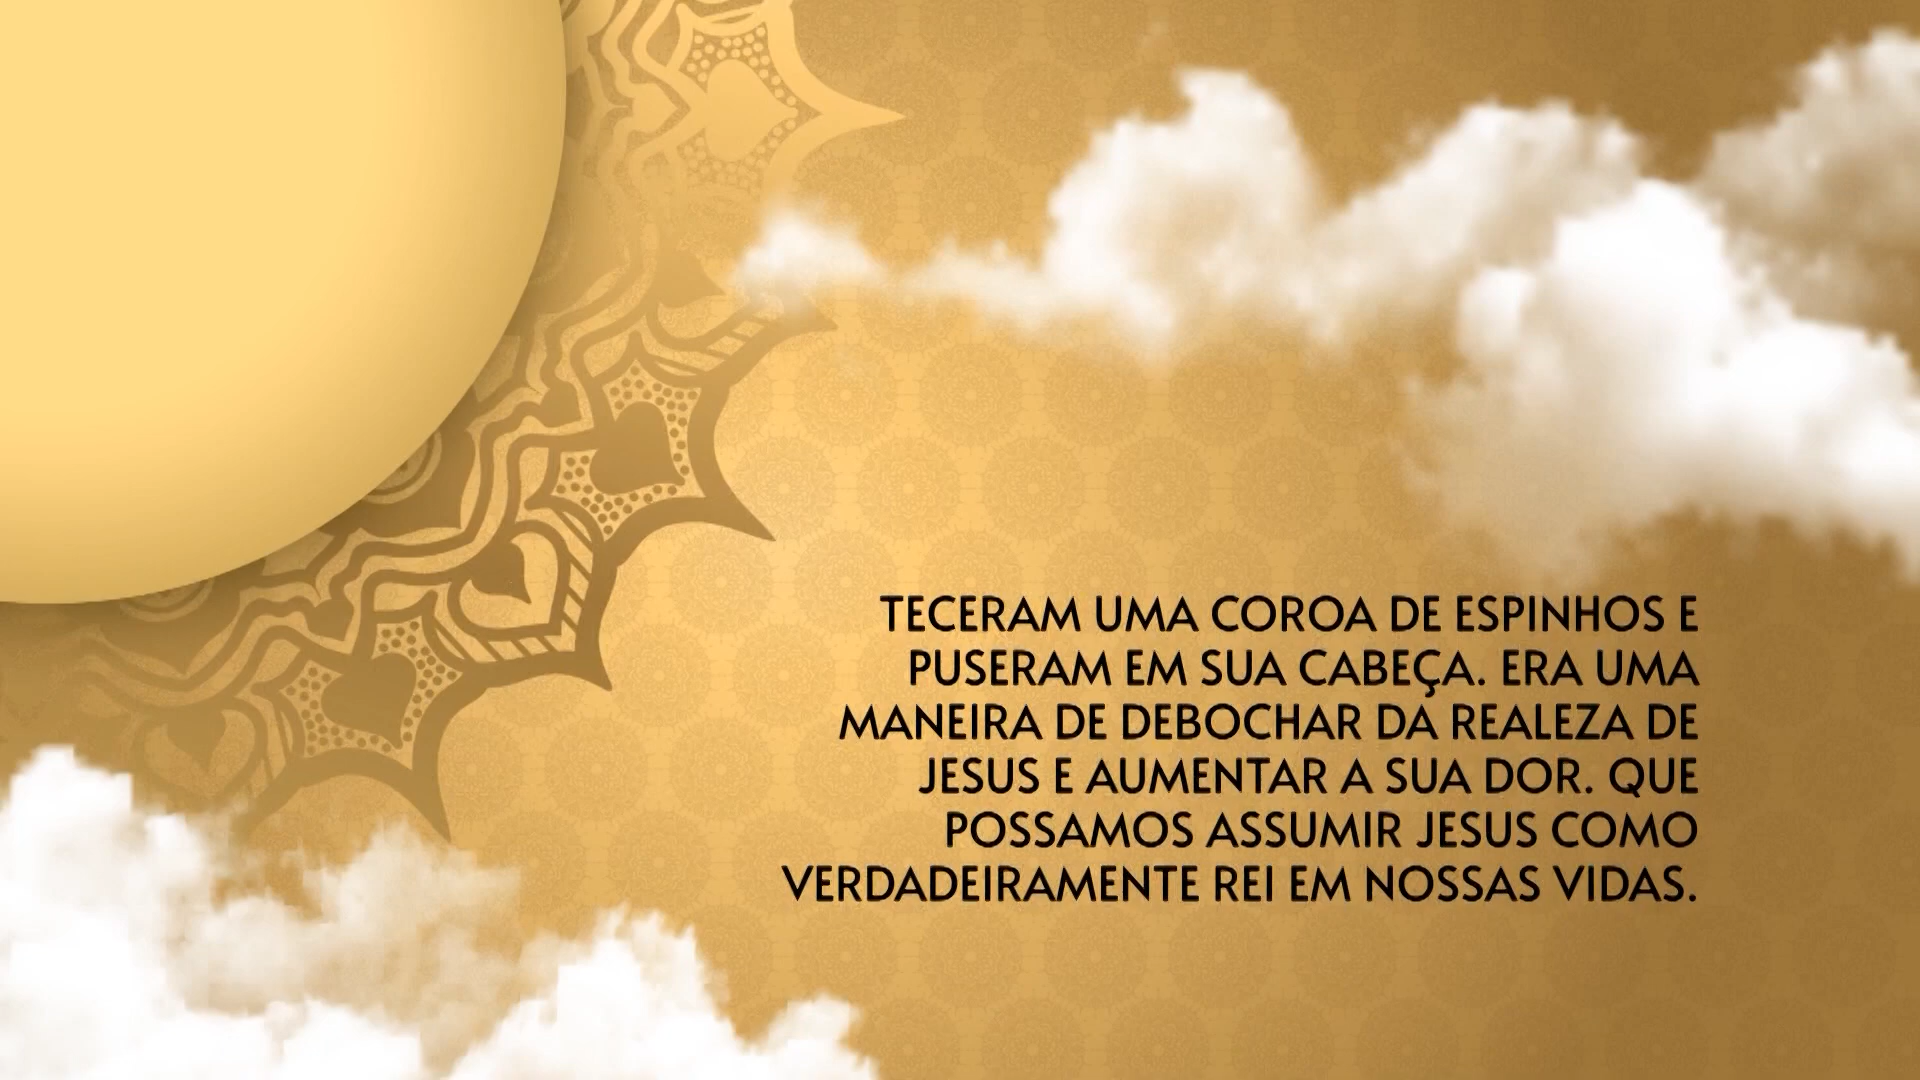 TECERAM UMA COROA DE ESPINHOS E
PUSERAM EM SUA CABEÇA. ERA UMA
MANEIRA DE DEBOCHAR DA REALEZA DE
JESUS E AUMENTAR A SUA DOR. QUE
POSSAMOS ASSUMIR JESUS COMO
VERDADEIRAMENTE REI EM NOSSAS VIDAS.